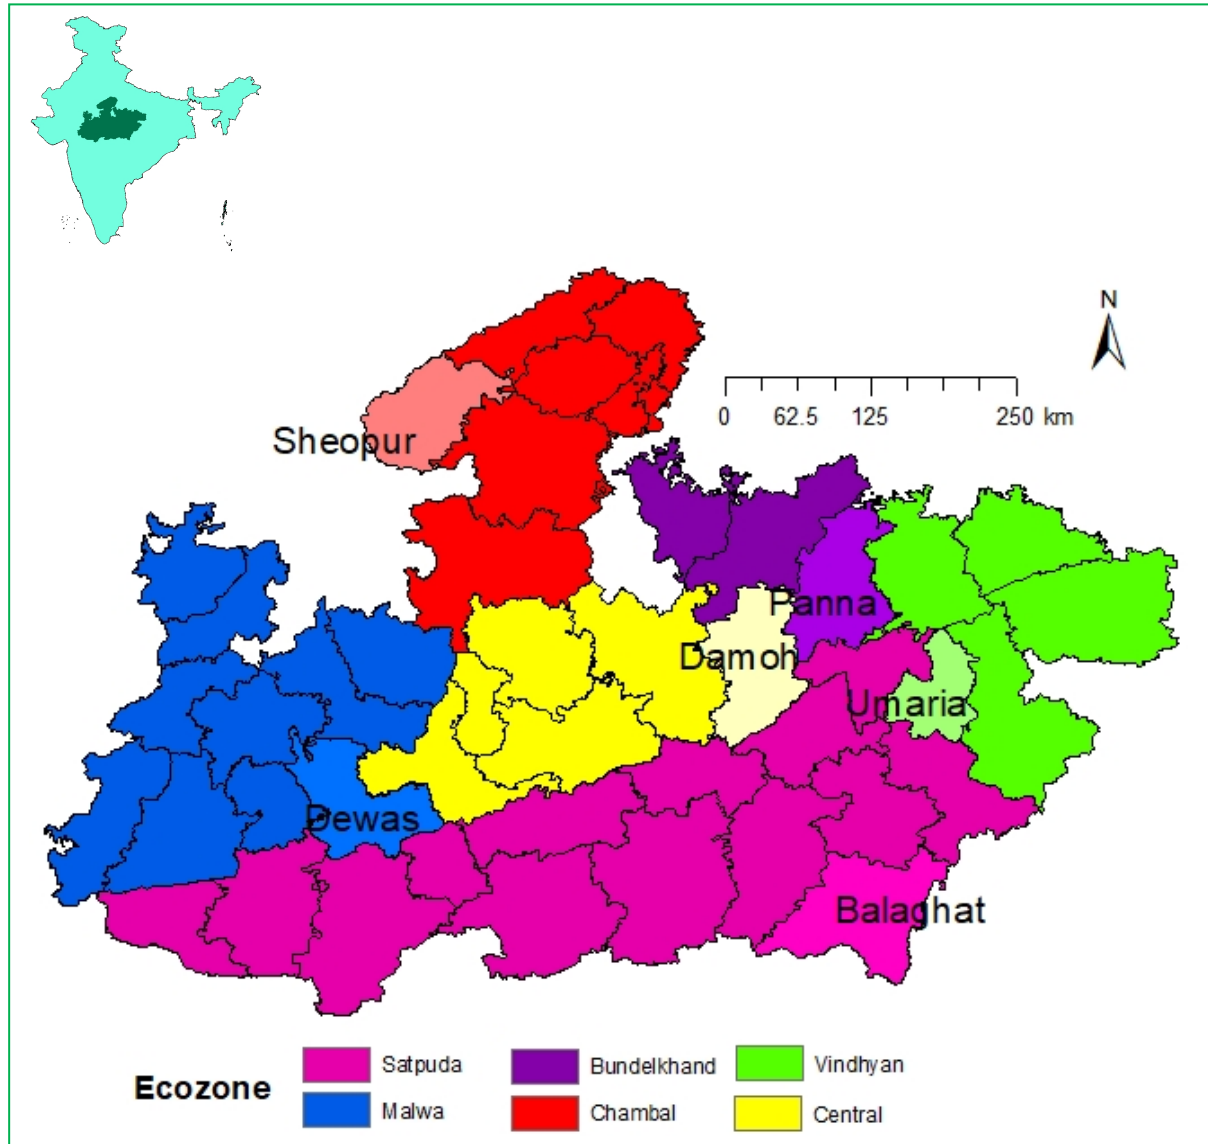 N
0 62.5 125 250 km
Sheopur
Panna
Damoh
Umaria
Dewas
Balaghat
Ecozone
Satpuda
Bundelkhand
Vindhyan
Malwa
Chambal
Central